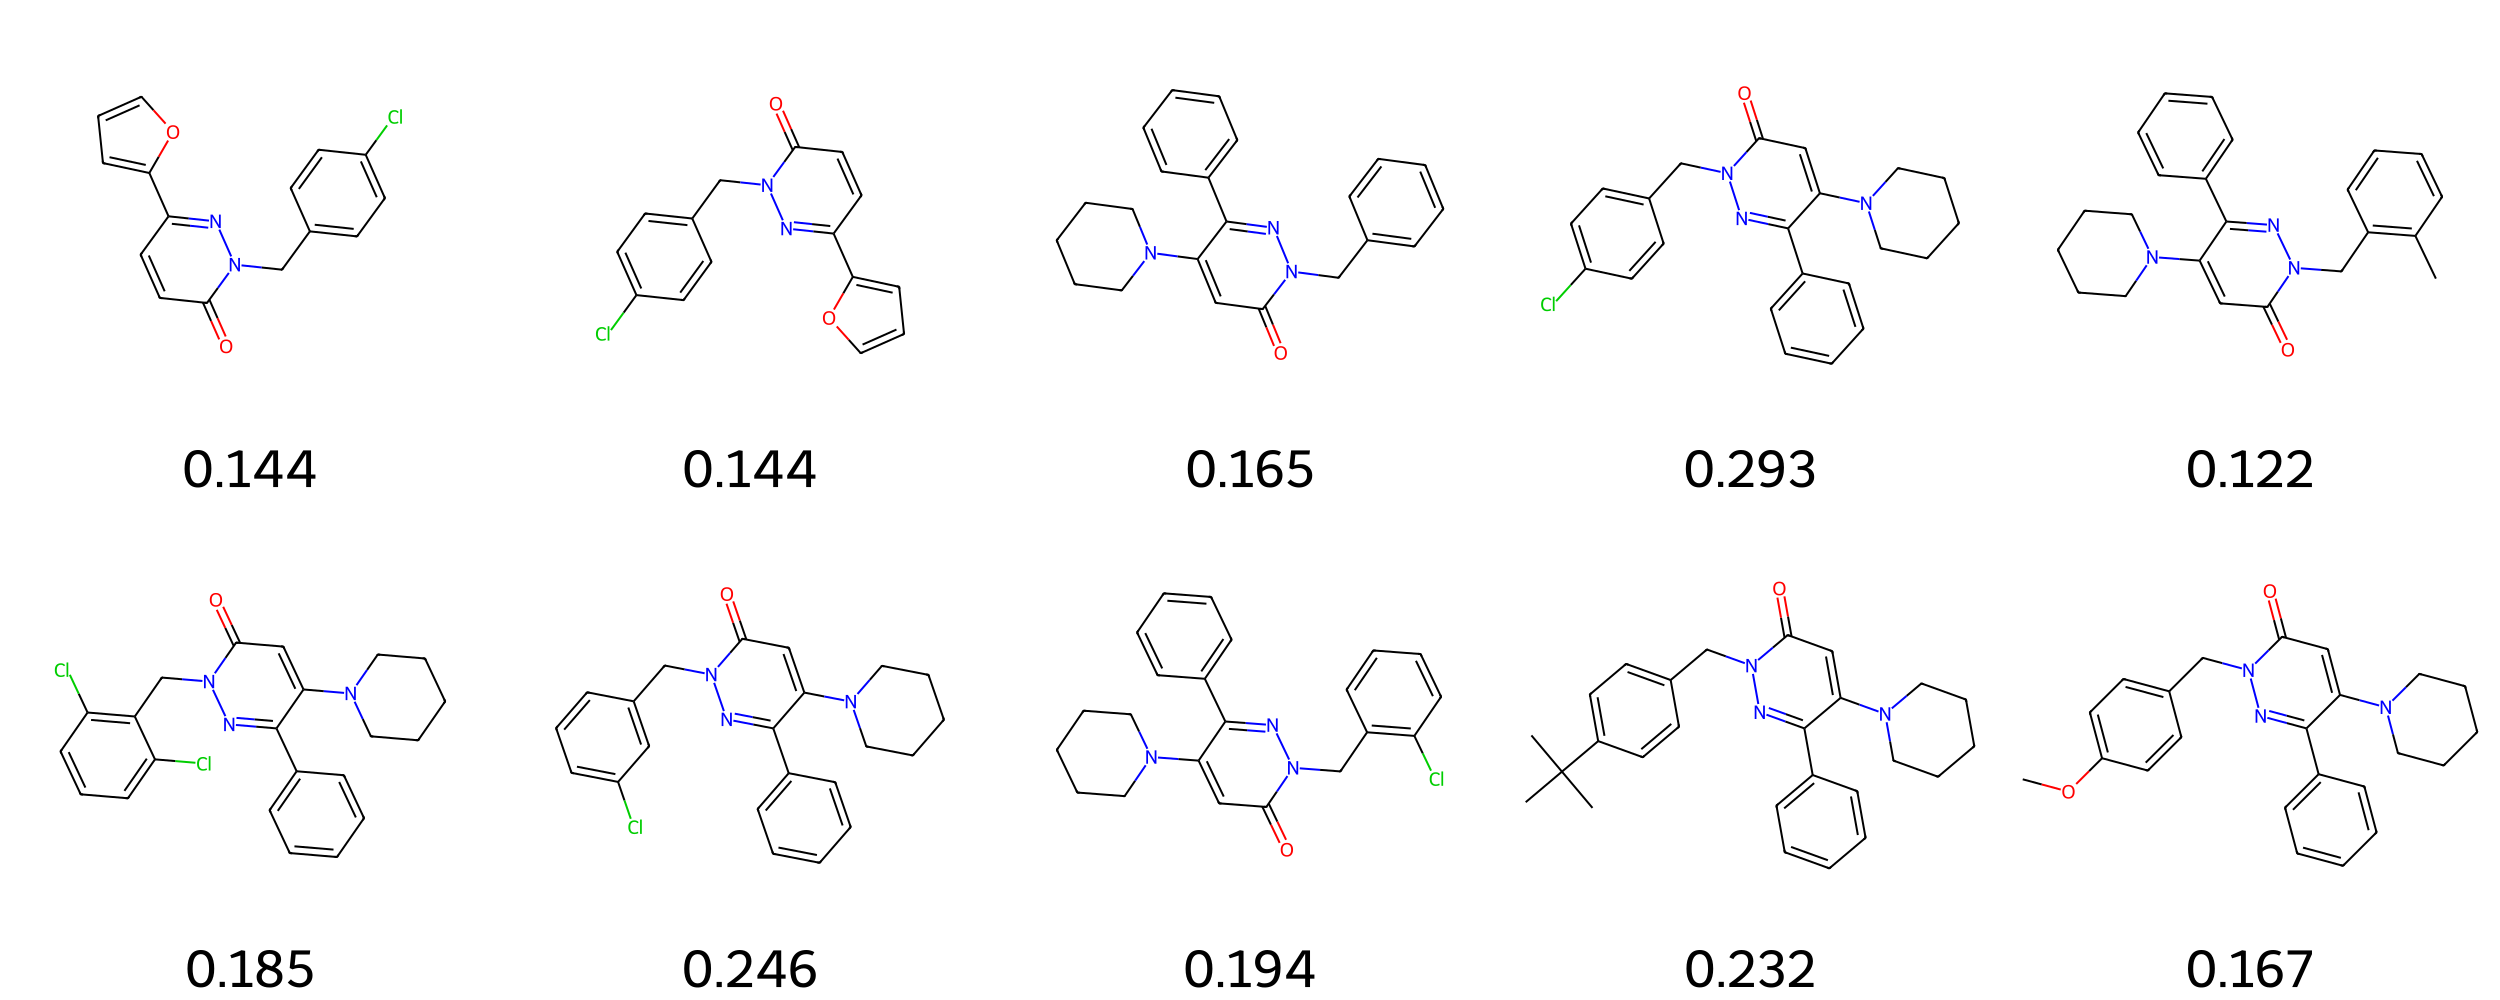 O Cl N N O
O N N Cl O
N N N O
O N N N Cl
N N N O
0.144 0.144 0.165 0.293 0.122
O Cl N N N Cl
O N N N Cl
N N N Cl O
O N N N
O N N N O
0.185 0.246 0.194 0.232 0.167